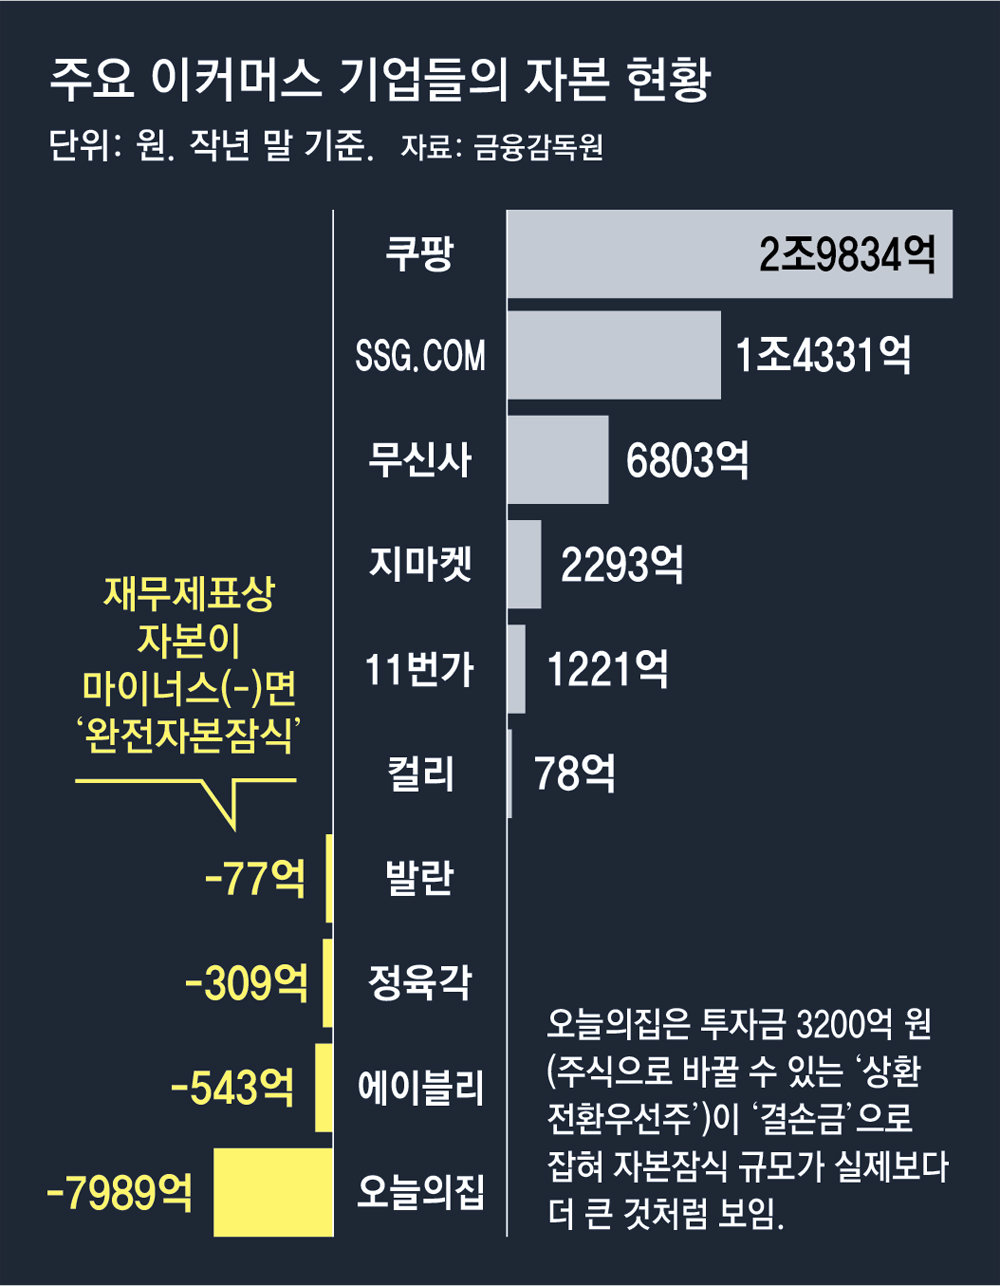 주요 이커머스 기업들의 자본 현황
단위: 원. 작년 말 기준. 자료: 금융감독원
쿠팡 2조9834억
SSG.COM 1조4331억
무신사 6803억
지마켓 2293억
11번가 1221억
컬리 78억
재무제표상
자본이
마이너스(-)면
‘완전자본잠식’
-77억 발란
-309억 정육각
-543억 에이블리
-7989억 오늘의집
오늘의집은 투자금 3200억 원
(주식으로 바꿀 수 있는 ‘상환
전환우선주’)이 ‘결손금’으로
잡혀 자본잠식 규모가 실제보다
더 큰 것처럼 보임.